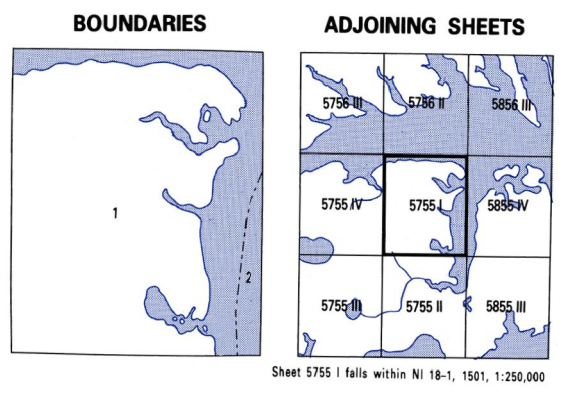 BOUNDARIES
1
2
ADJOINING SHEETS
5756 III 5756 II 5856 III
5755 IV 5755 I 5855 IV
5755 III 5755 II 5855 III
Sheet 5755 I falls within NI 18-1, 1501, 1:250,000